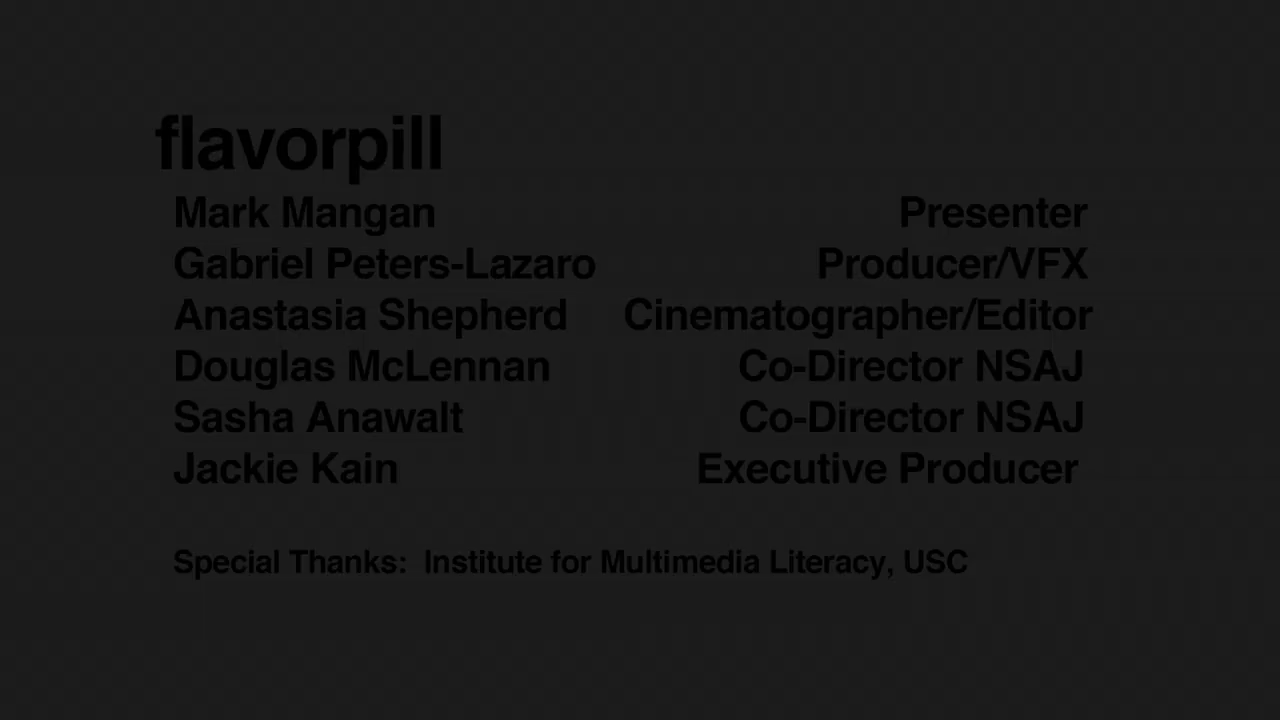 flavorpill
Mark Mangan Presenter
Gabriel Peters-Lazaro Producer/VFX
Anastasia Shepherd Cinematographer/Editor
Douglas McLennan Co-Director NSAJ
Sasha Anawalt Co-Director NSAJ
Jackie Kain Executive Producer
Special Thanks:  Institute for Multimedia Literacy, USC